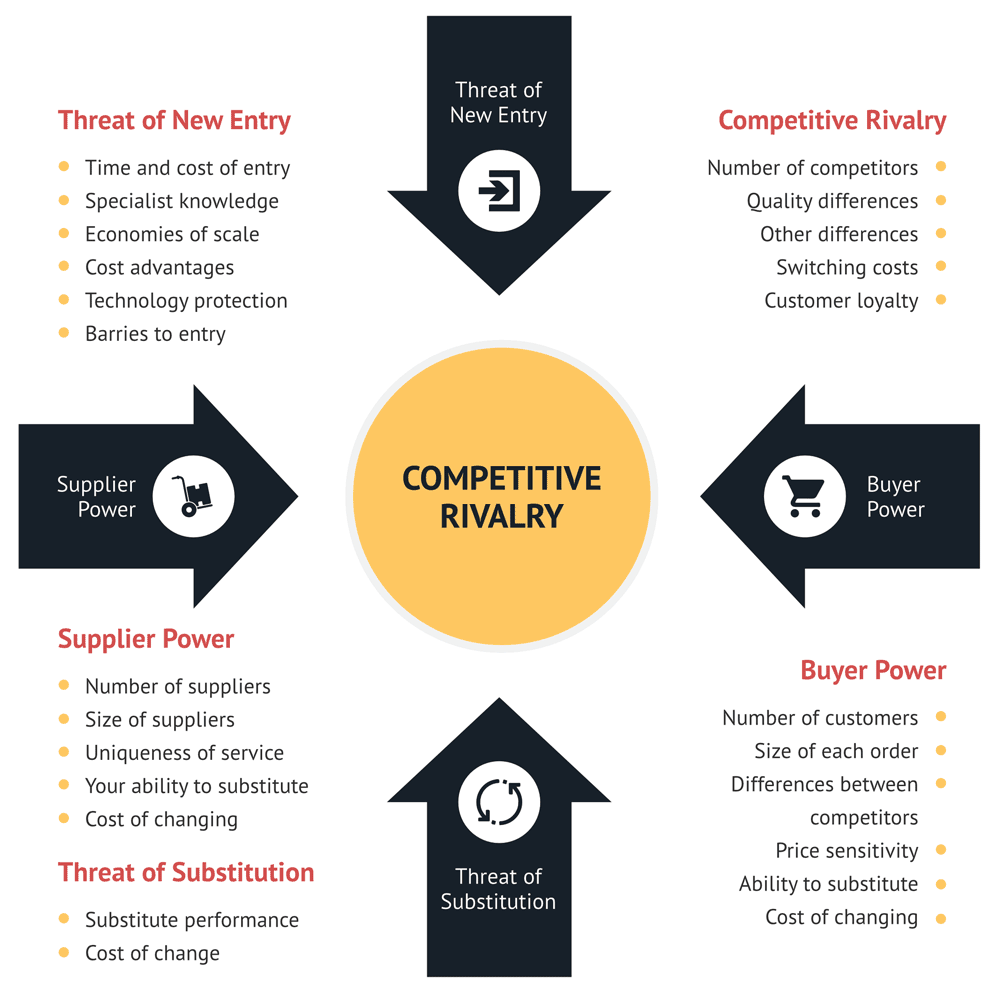 Threat of
New Entry
Threat of New Entry
Time and cost of entry
Specialist knowledge
Economies of scale
Cost advantages
Technology protection
Barries to entry
Competitive Rivalry
Number of competitors
Quality differences
Other differences
Switching costs
Customer loyalty
Supplier
Power
COMPETITIVE
RIVALRY
Buyer
Power
Supplier Power
Number of suppliers
Size of suppliers
Uniqueness of service
Your ability to substitute
Cost of changing
Threat of Substitution
Substitute performance
Cost of change
Threat of
Substitution
Buyer Power
Number of customers
Size of each order
Differences between
competitors
Price sensitivity
Ability to substitute
Cost of changing